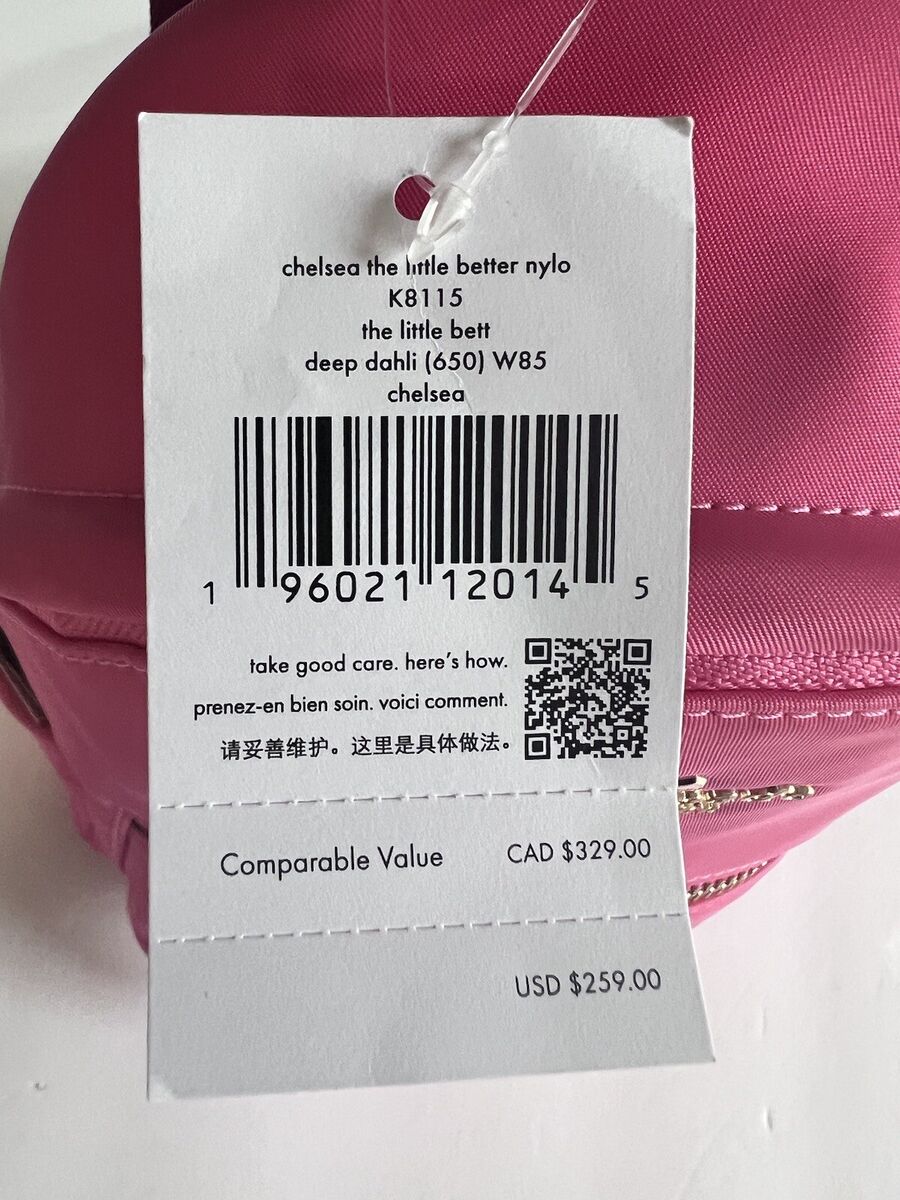 chelsea the little better nylo
K8115
the little bett
deep dahli (650) W85
chelsea
1 96021 12014 5
take good care. here's how.
prenez-en bien soin. voici comment.
请妥善维护。这里是具体做法。
Comparable Value CAD $329.00
USD $259.00